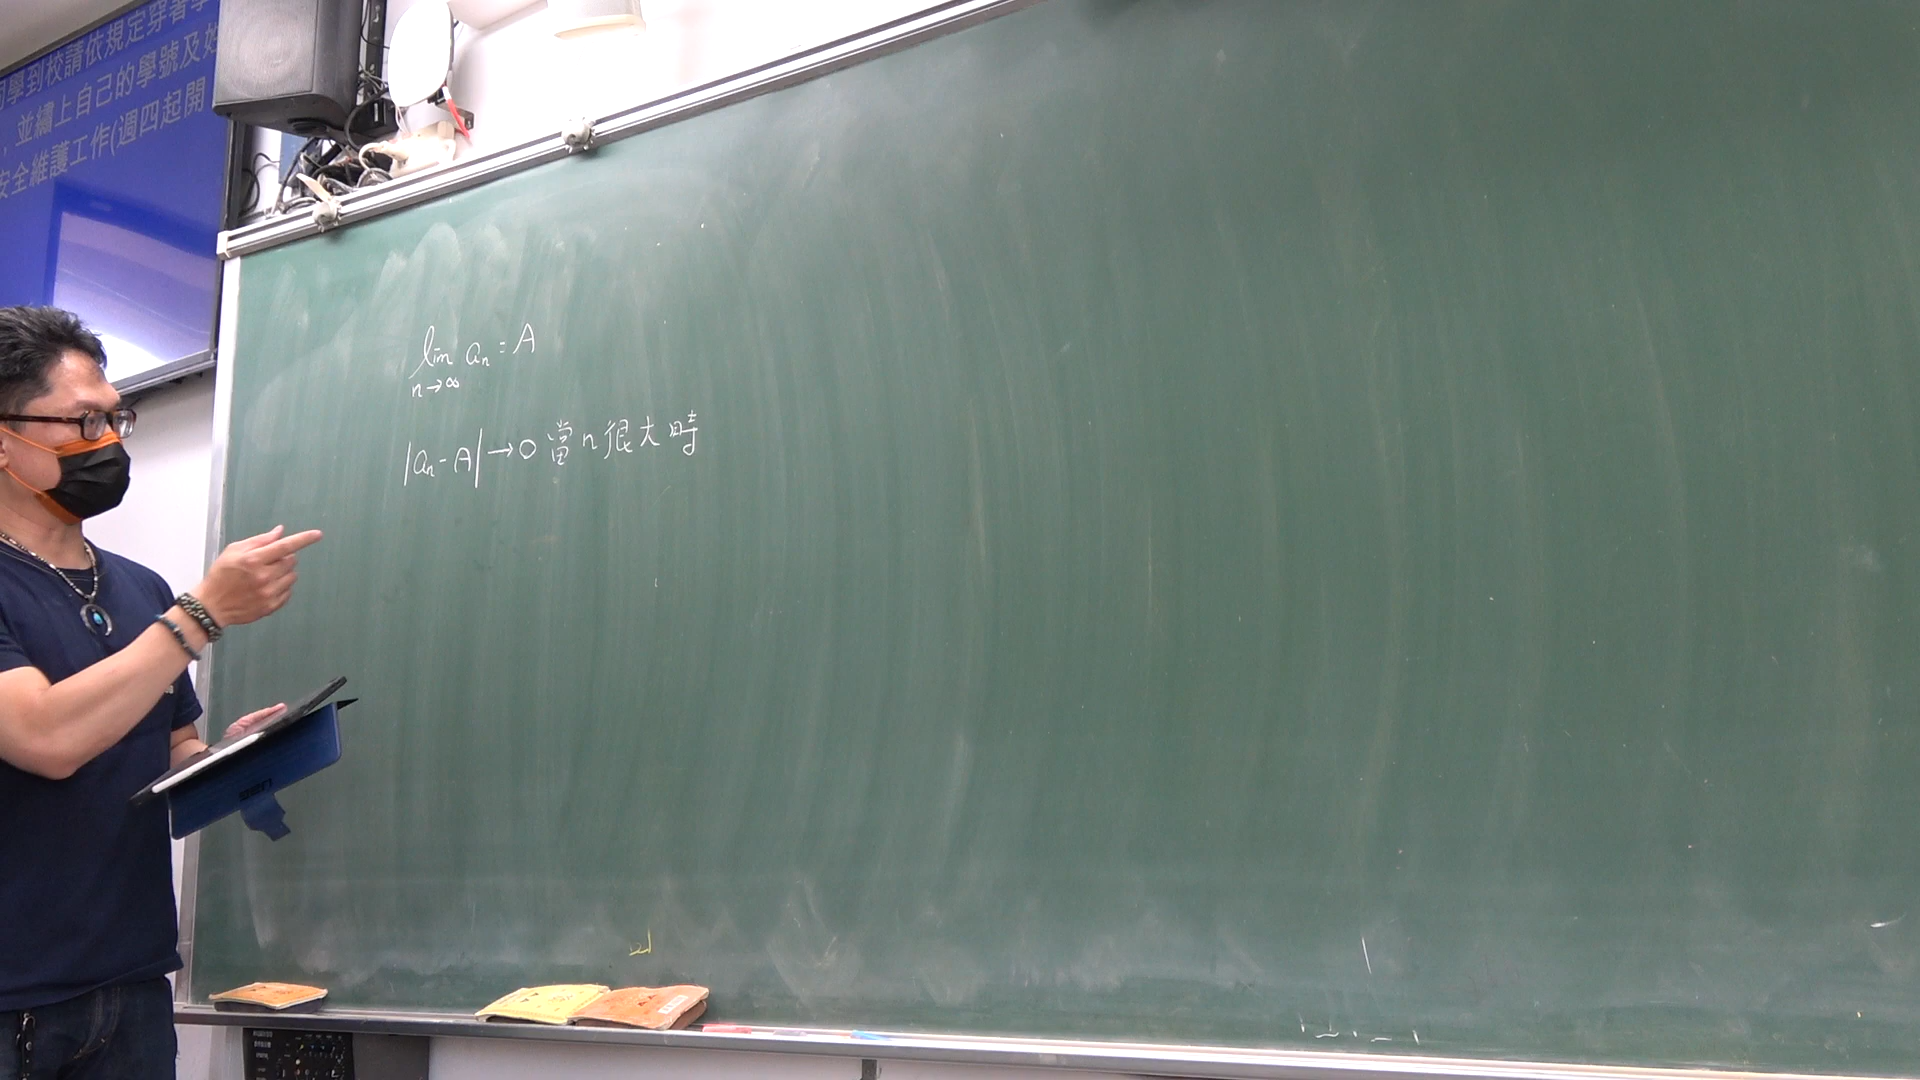 同學到校請依規定穿著學
，並繡上自己的學號及姓
安全維護工作(週四起開
lim aₙ = A
n→∞
|aₙ - A| → 0 當 n 很大時